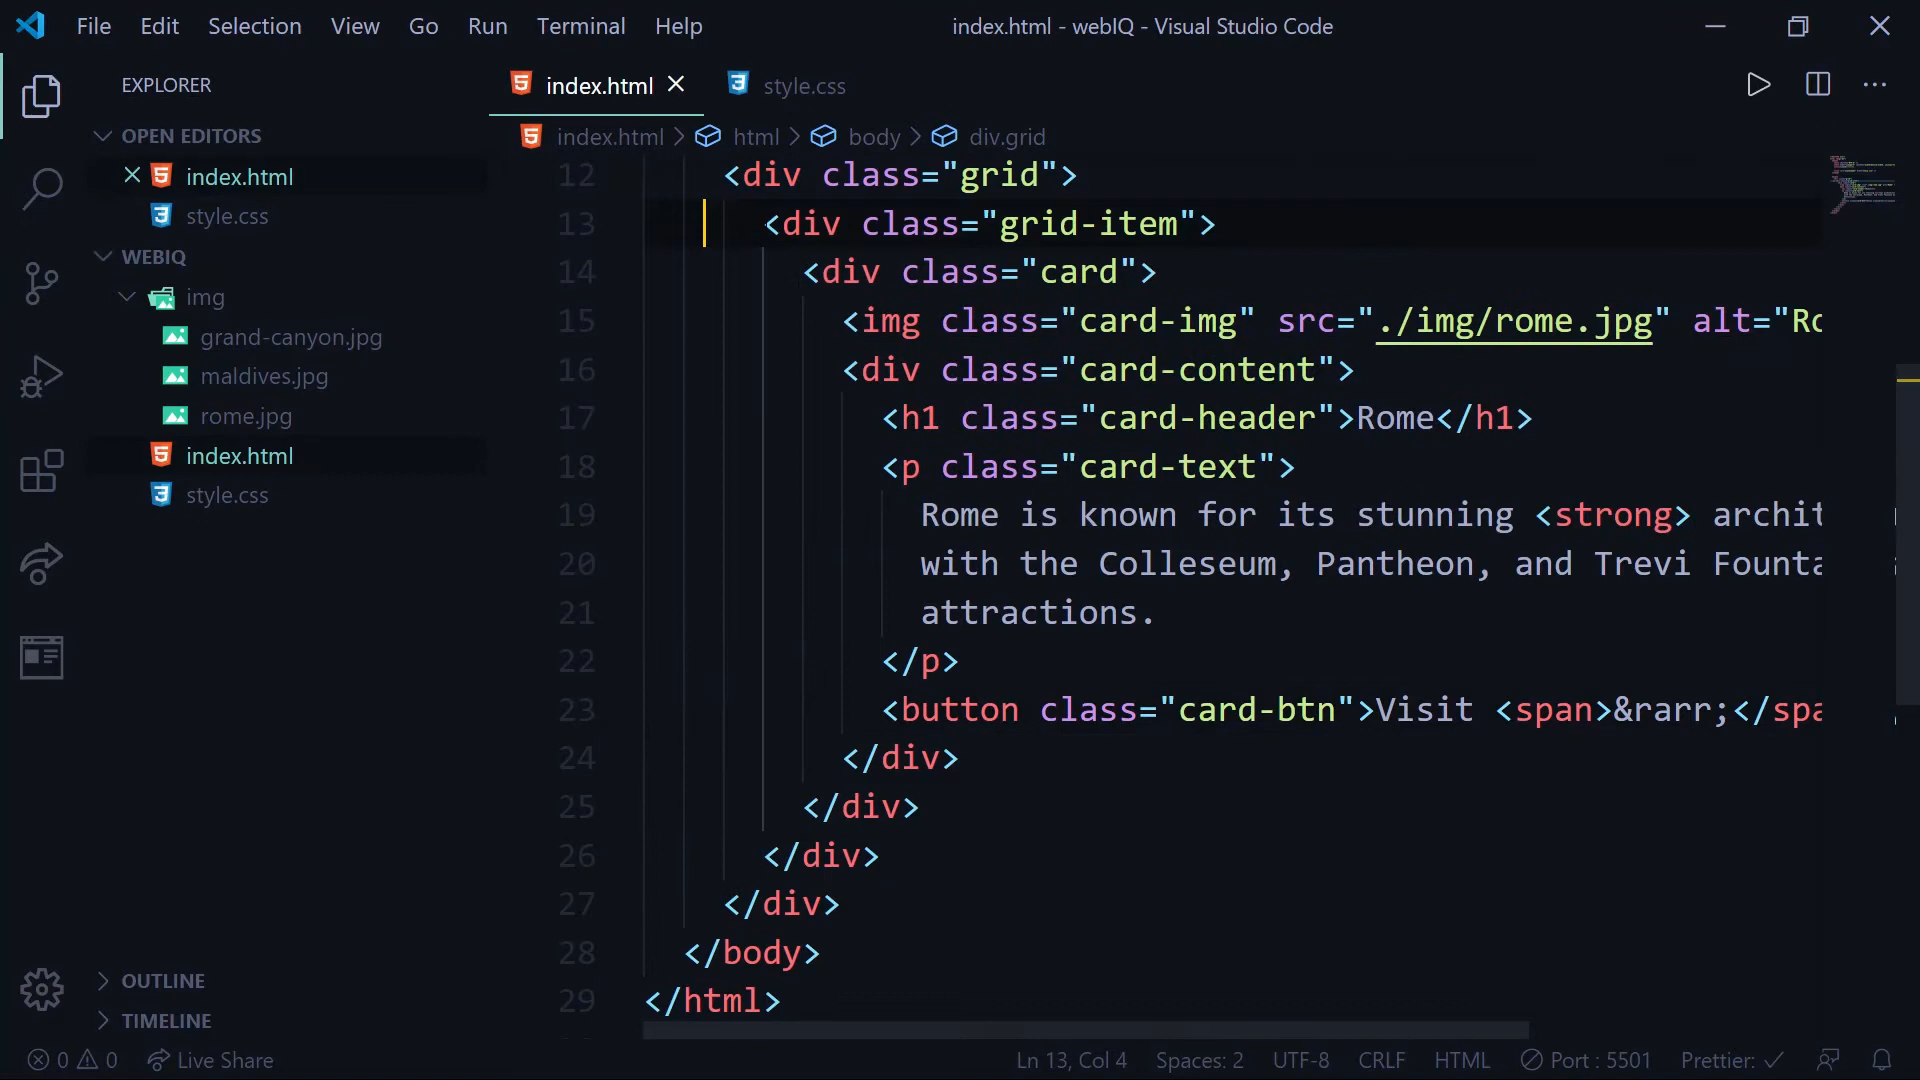 File Edit Selection View Go Run Terminal Help
index.html - webIQ - Visual Studio Code
EXPLORER
OPEN EDITORS
index.html
style.css
WEBIQ
img
grand-canyon.jpg
maldives.jpg
rome.jpg
index.html
style.css
OUTLINE
TIMELINE
index.html
style.css
index.html > html > body > div.grid
12 <div class="grid">
13 <div class="grid-item">
14 <div class="card">
15 <img class="card-img" src="./img/rome.jpg" alt="Ro
16 <div class="card-content">
17 <h1 class="card-header">Rome</h1>
18 <p class="card-text">
19 Rome is known for its stunning <strong> archit
20 with the Colleseum, Pantheon, and Trevi Founta
21 attractions.
22 </p>
23 <button class="card-btn">Visit <span>&rarr;</spa
24 </div>
25 </div>
26 </div>
27 </div>
28 </body>
29 </html>
0 0 Live Share
Ln 13, Col 4 Spaces: 2 UTF-8 CRLF HTML Port : 5501 Prettier: ✓